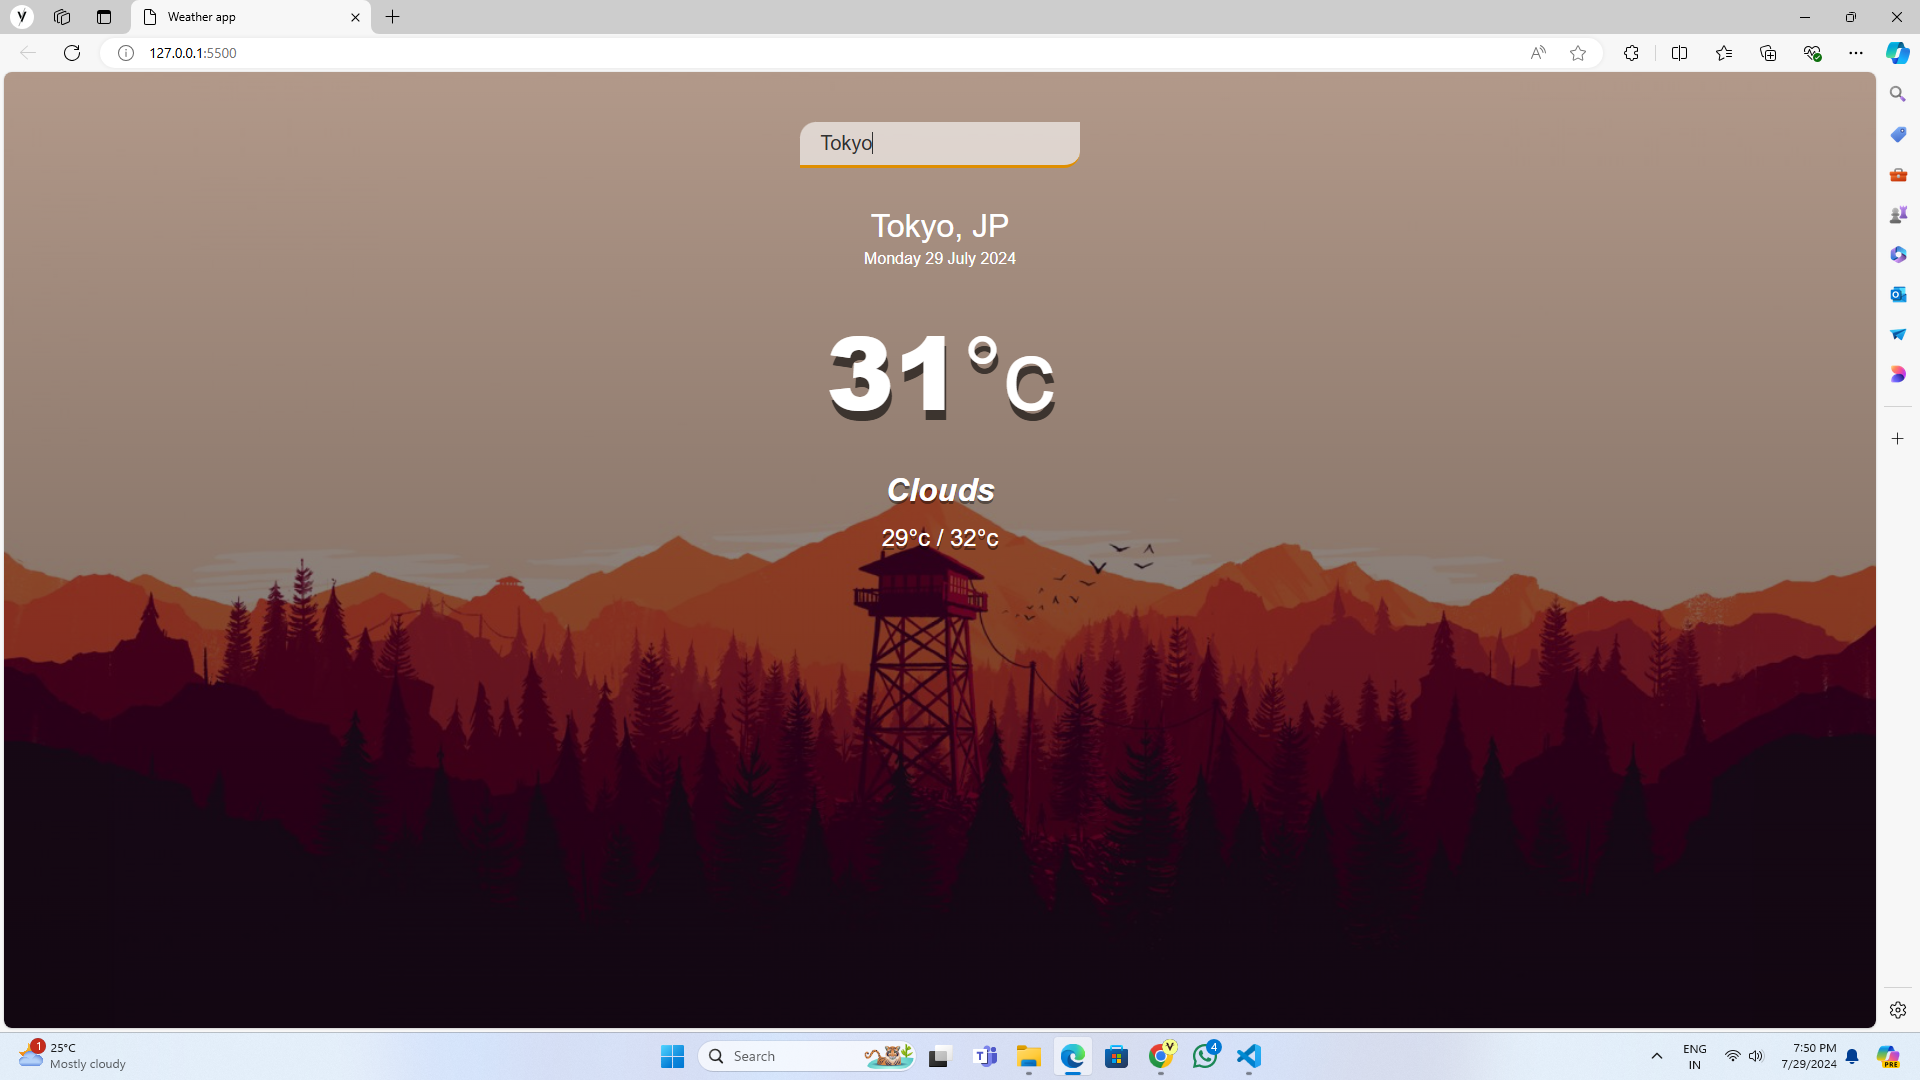 Weather app
127.0.0.1:5500
Tokyo
Tokyo, JP
Monday 29 July 2024
31°C
Clouds
29°c / 32°c
1
25°C
Mostly cloudy
Search
4
ENG
IN
7:50 PM
7/29/2024
PRE